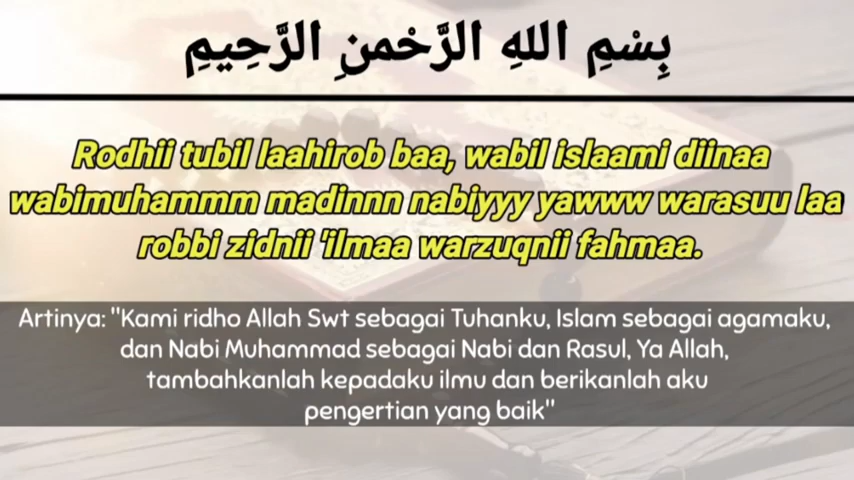 بِسْمِ اللهِ الرَّحْمنِ الرَّحِيمِ
Rodhii tubil laahirob baa, wabil islaami diinaa
wabimuhammm madinnn nabiyyy yawww warasuu laa
robbi zidnii 'ilmaa warzuqnii fahmaa.
Artinya: "Kami ridho Allah Swt sebagai Tuhanku, Islam sebagai agamaku,
dan Nabi Muhammad sebagai Nabi dan Rasul, Ya Allah,
tambahkanlah kepadaku ilmu dan berikanlah aku
pengertian yang baik"